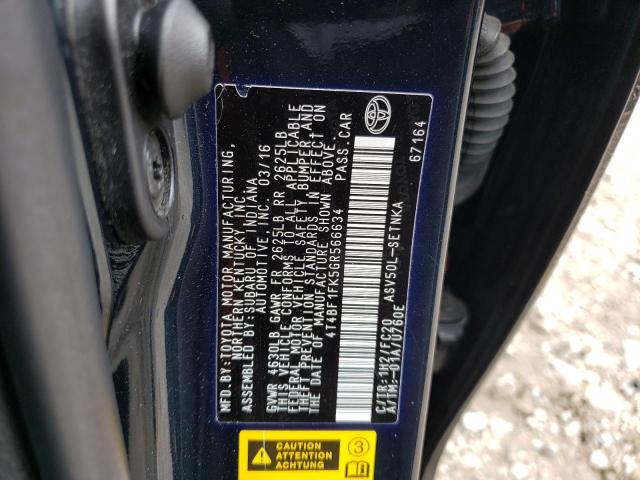 MFD BY:TOYOTA MOTOR MANUFACTURING,
NORTHERN KENTUCKY, INC.
ASSEMBLED BY:SUBARU OF INDIANA
AUTOMOTIVE, INC. 03/16
GVWR 4630LB GAWR FR 2625LB RR 2625LB
THIS VEHICLE CONFORMS TO ALL APPLICABLE
FEDERAL MOTOR VEHICLE SAFETY, BUMPER AND
THEFT PREVENTION STANDARDS IN EFFECT ON
THE DATE OF MANUFACTURE SHOWN ABOVE.
4T4BF1FK5GR566634 PASS.CAR
C/TR:1H2/FC20 ASV50L-SETNKA
A/TM:-01A/U760E 67164
CAUTION
ATTENTION
ACHTUNG
3